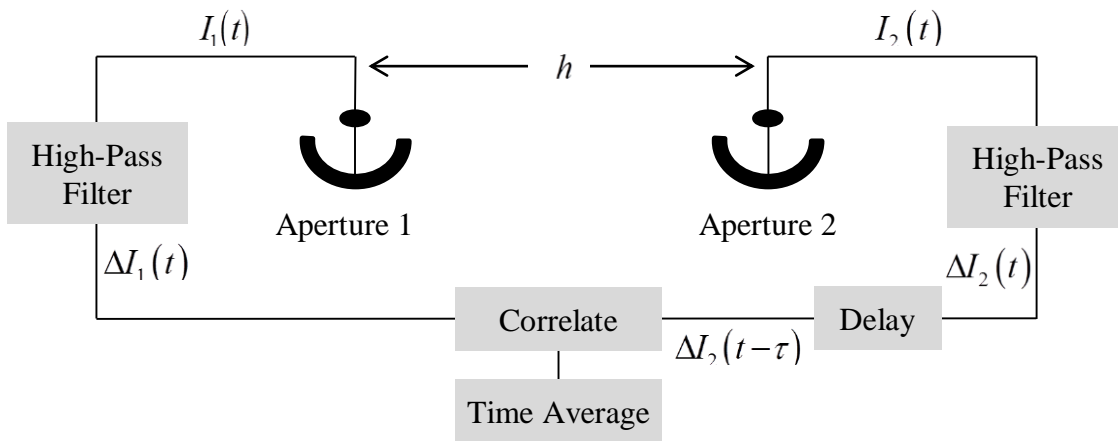 I₁(t)
h
I₂(t)
High-Pass
Filter
High-Pass
Filter
Aperture 1
Aperture 2
ΔI₁(t)
ΔI₂(t)
Correlate
Delay
ΔI₂(t−τ)
Time Average